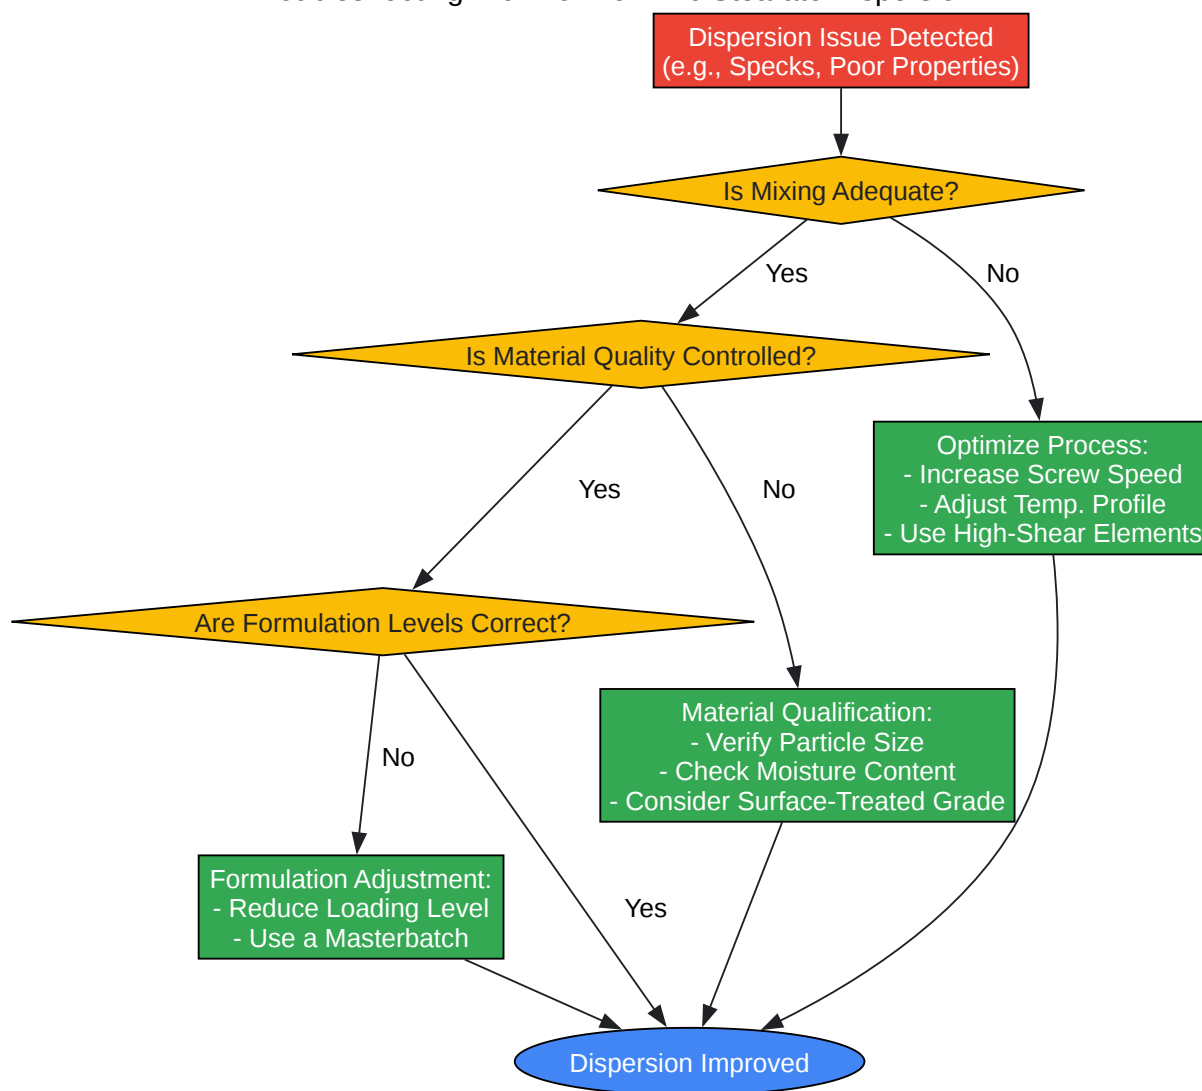 Dispersion Issue Detected
(e.g., Specks, Poor Properties)
Is Mixing Adequate?
Yes
No
Is Material Quality Controlled?
Optimize Process:
- Increase Screw Speed
- Adjust Temp. Profile
- Use High-Shear Elements
Yes
No
Are Formulation Levels Correct?
Material Qualification:
- Verify Particle Size
- Check Moisture Content
- Consider Surface-Treated Grade
No
Formulation Adjustment:
- Reduce Loading Level
- Use a Masterbatch
Yes
Dispersion Improved